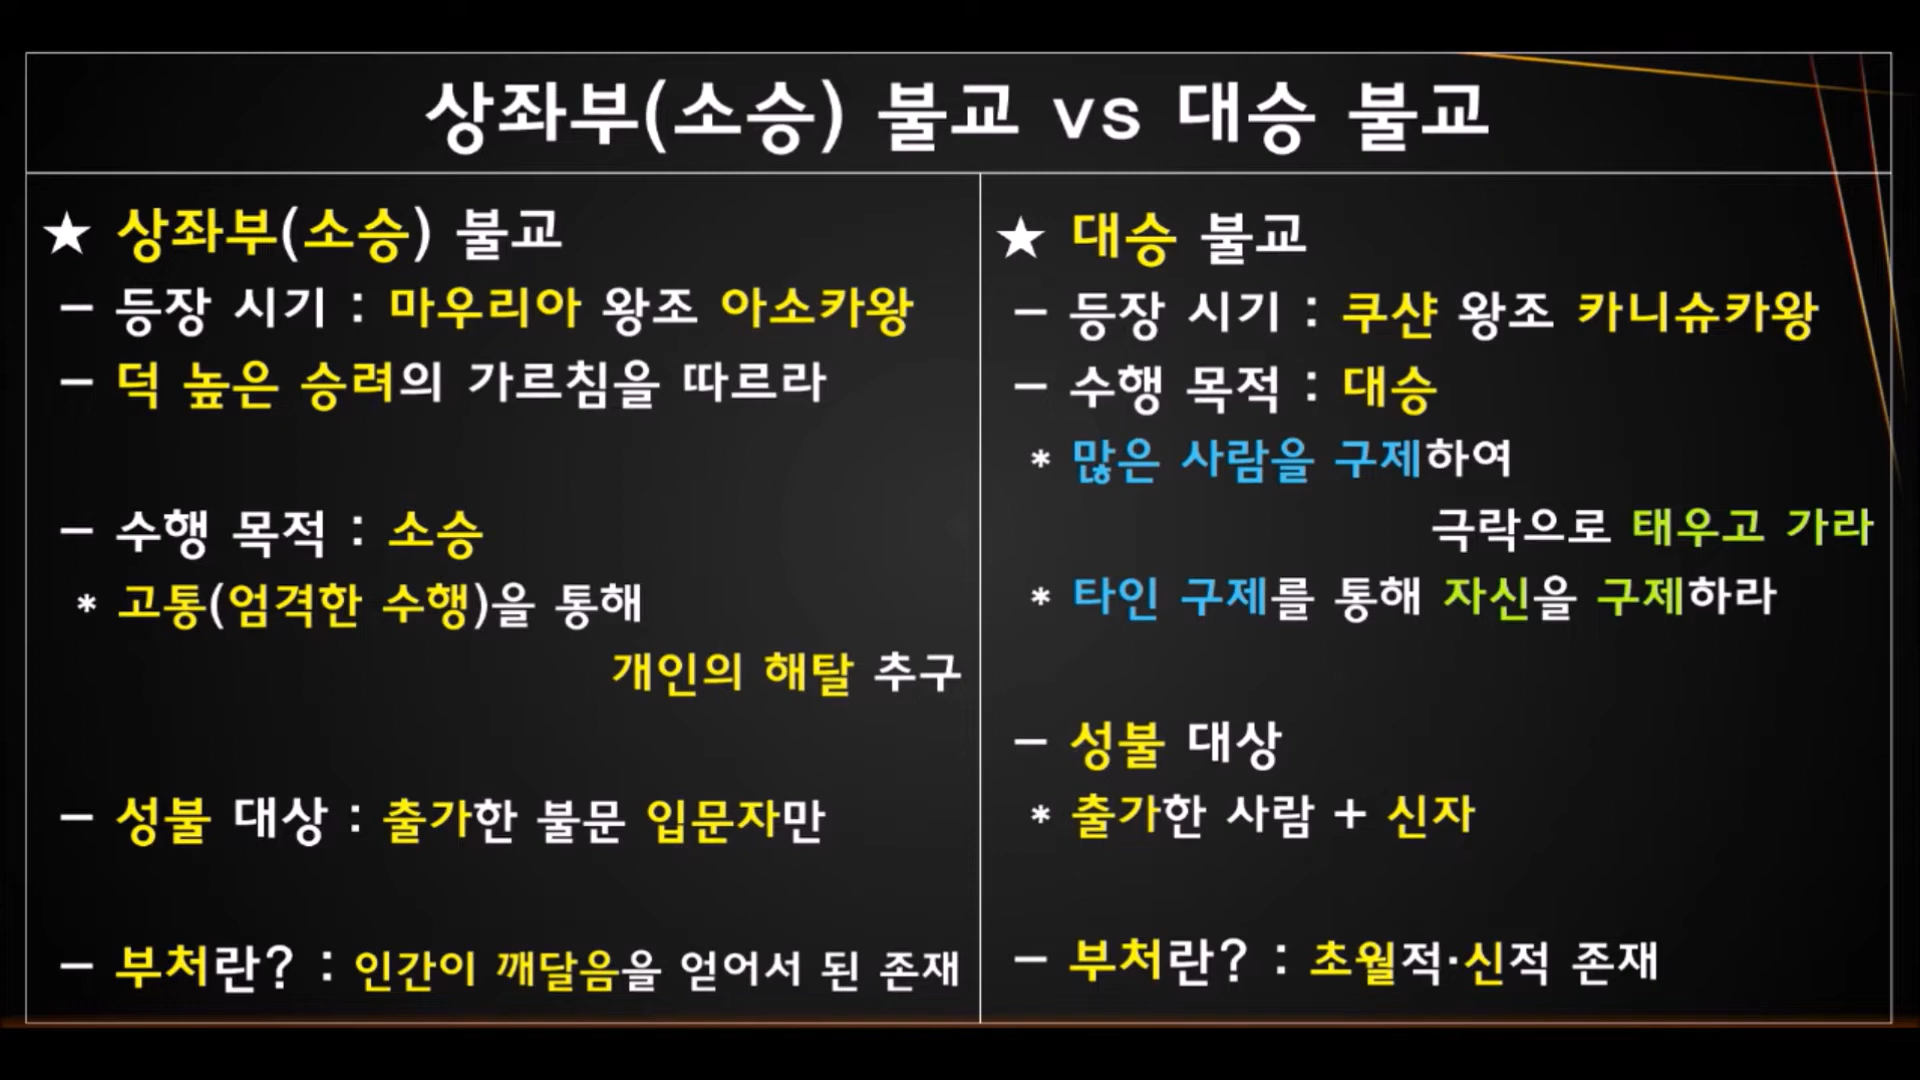 상좌부(소승) 불교 vs 대승 불교
★ 상좌부(소승) 불교
- 등장 시기 : 마우리아 왕조 아소카왕
- 덕 높은 승려의 가르침을 따르라
- 수행 목적 : 소승
* 고통(엄격한 수행)을 통해
개인의 해탈 추구
- 성불 대상 : 출가한 불문 입문자만
- 부처란? : 인간이 깨달음을 얻어서 된 존재
★ 대승 불교
- 등장 시기 : 쿠샨 왕조 카니슈카왕
- 수행 목적 : 대승
* 많은 사람을 구제하여
극락으로 태우고 가라
* 타인 구제를 통해 자신을 구제하라
- 성불 대상
* 출가한 사람 + 신자
- 부처란? : 초월적·신적 존재